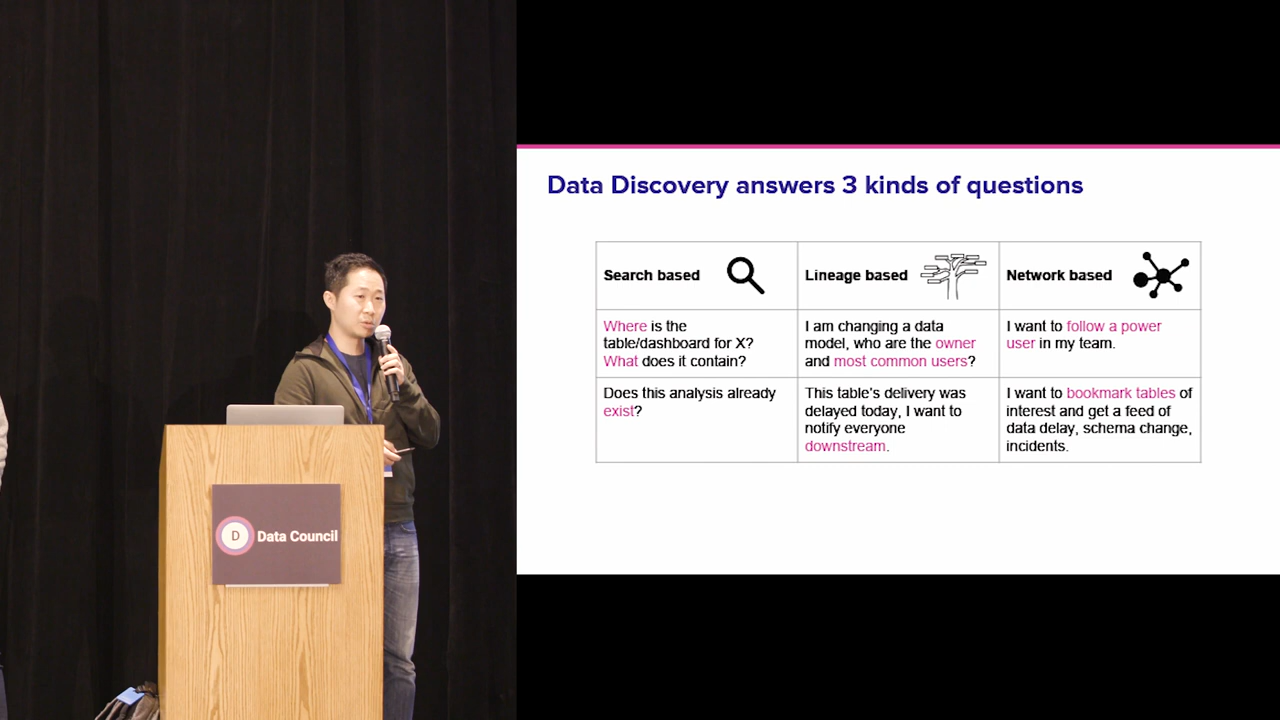 Data Discovery answers 3 kinds of questions
Search based
Lineage based
Network based
Where is the
table/dashboard for X?
What does it contain?
I am changing a data
model, who are the owner
and most common users?
I want to follow a power
user in my team.
Does this analysis already
exist?
This table's delivery was
delayed today, I want to
notify everyone
downstream.
I want to bookmark tables of
interest and get a feed of
data delay, schema change,
incidents.
D
Data Council